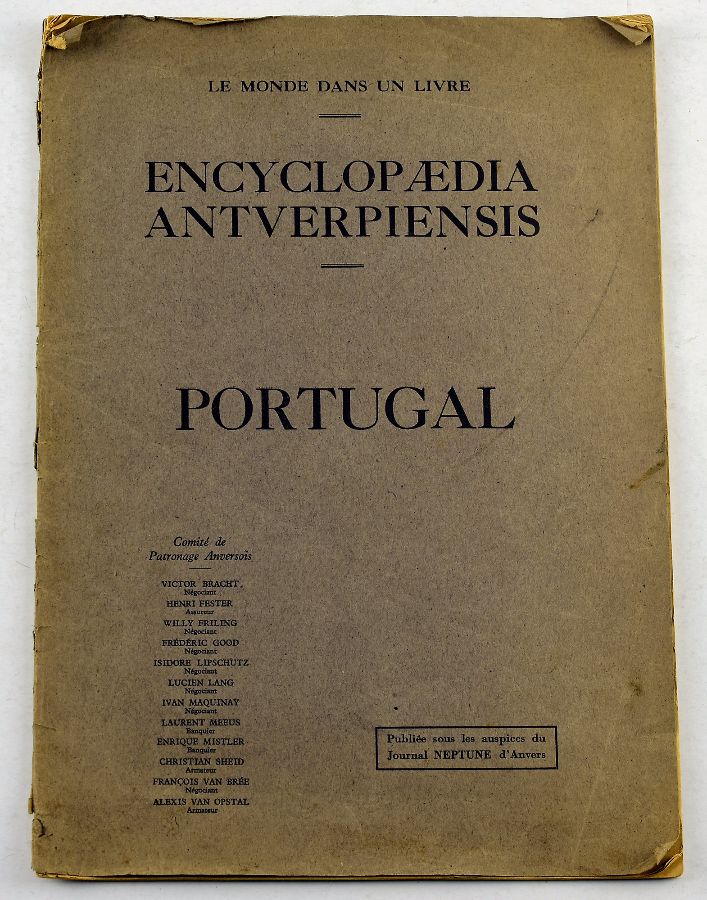 LE MONDE DANS UN LIVRE
ENCYCLOPÆDIA
ANTVERPIENSIS
PORTUGAL
Comité de
Patronage Anversois
VICTOR BRACHT,
Négociant
HENRI FESTER
Assureur
WILLY FRILING
Négociant
FRÉDÉRIC GOOD
Négociant
ISIDORE LIPSCHUTZ
Négociant
LUCIEN LANG
Négociant
IVAN MAQUINAY
Négociant
LAURENT MEEUS
Banquier
ENRIQUE MISTLER
Banquier
CHRISTIAN SHEID
Armateur
FRANÇOIS VAN BRÉE
Négociant
ALEXIS VAN OPSTAL
Armateur
Publiée sous les auspices du
Journal NEPTUNE d'Anvers